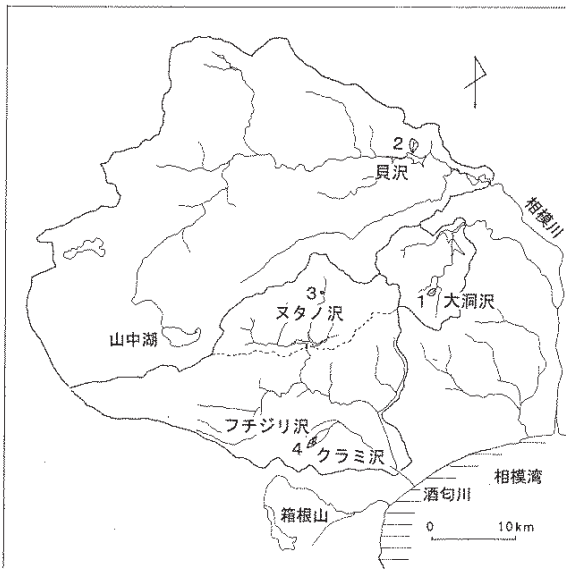 2
貝沢
相模川
3
ヌタノ沢
1
大洞沢
山中湖
フチジリ沢
4
クラミ沢
相模湾
酒匂川
箱根山
0 10km